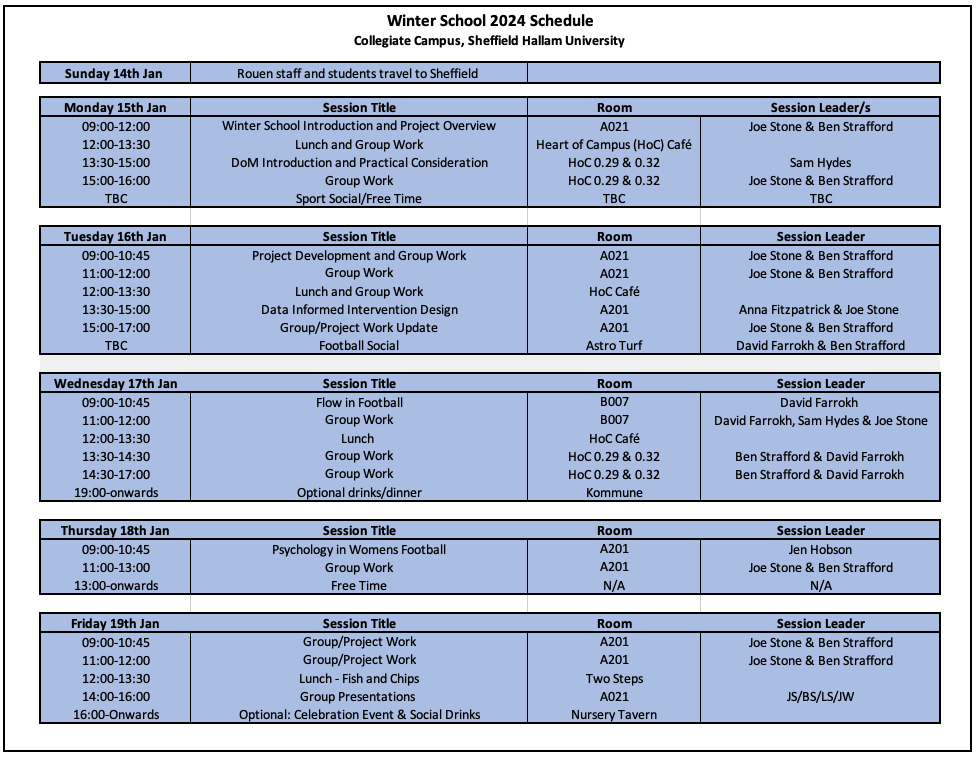 Winter School 2024 Schedule
Collegiate Campus, Sheffield Hallam University
Sunday 14th Jan Rouen staff and students travel to Sheffield
Monday 15th Jan Session Title Room Session Leader/s
09:00-12:00 Winter School Introduction and Project Overview A021 Joe Stone & Ben Strafford
12:00-13:30 Lunch and Group Work Heart of Campus (HoC) Café
13:30-15:00 DoM Introduction and Practical Consideration HoC 0.29 & 0.32 Sam Hydes
15:00-16:00 Group Work HoC 0.29 & 0.32 Joe Stone & Ben Strafford
TBC Sport Social/Free Time TBC TBC
Tuesday 16th Jan Session Title Room Session Leader
09:00-10:45 Project Development and Group Work A021 Joe Stone & Ben Strafford
11:00-12:00 Group Work A021 Joe Stone & Ben Strafford
12:00-13:30 Lunch and Group Work HoC Café
13:30-15:00 Data Informed Intervention Design A201 Anna Fitzpatrick & Joe Stone
15:00-17:00 Group/Project Work Update A201 Joe Stone & Ben Strafford
TBC Football Social Astro Turf David Farrokh & Ben Strafford
Wednesday 17th Jan Session Title Room Session Leader
09:00-10:45 Flow in Football B007 David Farrokh
11:00-12:00 Group Work B007 David Farrokh, Sam Hydes & Joe Stone
12:00-13:30 Lunch HoC Café
13:30-14:30 Group Work HoC 0.29 & 0.32 Ben Strafford & David Farrokh
14:30-17:00 Group Work HoC 0.29 & 0.32 Ben Strafford & David Farrokh
19:00-onwards Optional drinks/dinner Kommune
Thursday 18th Jan Session Title Room Session Leader
09:00-10:45 Psychology in Womens Football A201 Jen Hobson
11:00-13:00 Group Work A201 Joe Stone & Ben Strafford
13:00-onwards Free Time N/A N/A
Friday 19th Jan Session Title Room Session Leader
09:00-10:45 Group/Project Work A201 Joe Stone & Ben Strafford
11:00-12:00 Group/Project Work A201 Joe Stone & Ben Strafford
12:00-13:30 Lunch - Fish and Chips Two Steps
14:00-16:00 Group Presentations A021 JS/BS/LS/JW
16:00-Onwards Optional: Celebration Event & Social Drinks Nursery Tavern